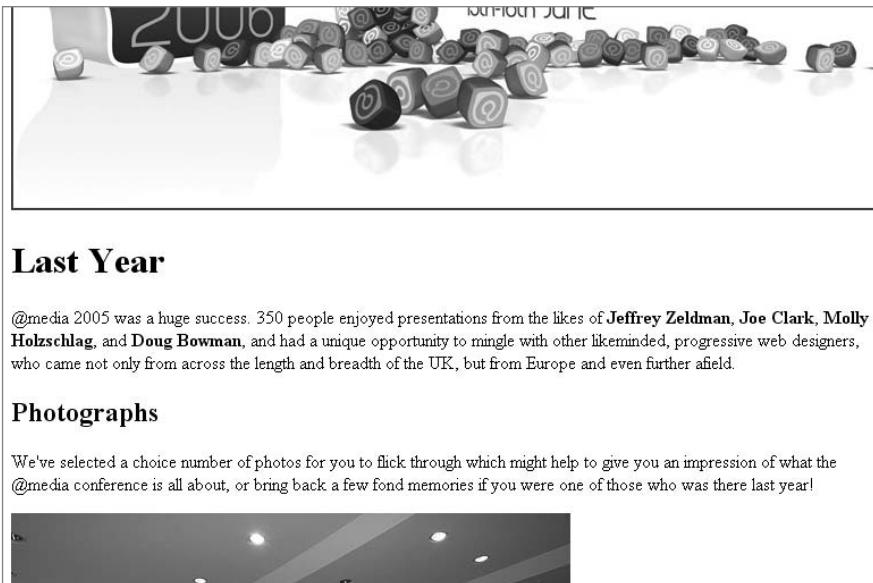 2006
15th-16th June
Last Year
@media 2005 was a huge success. 350 people enjoyed presentations from the likes of Jeffrey Zeldman, Joe Clark, Molly
Holzschlag, and Doug Bowman, and had a unique opportunity to mingle with other likeminded, progressive web designers,
who came not only from across the length and breadth of the UK, but from Europe and even further afield.
Photographs
We've selected a choice number of photos for you to flick through which might help to give you an impression of what the
@media conference is all about, or bring back a few fond memories if you were one of those who was there last year!